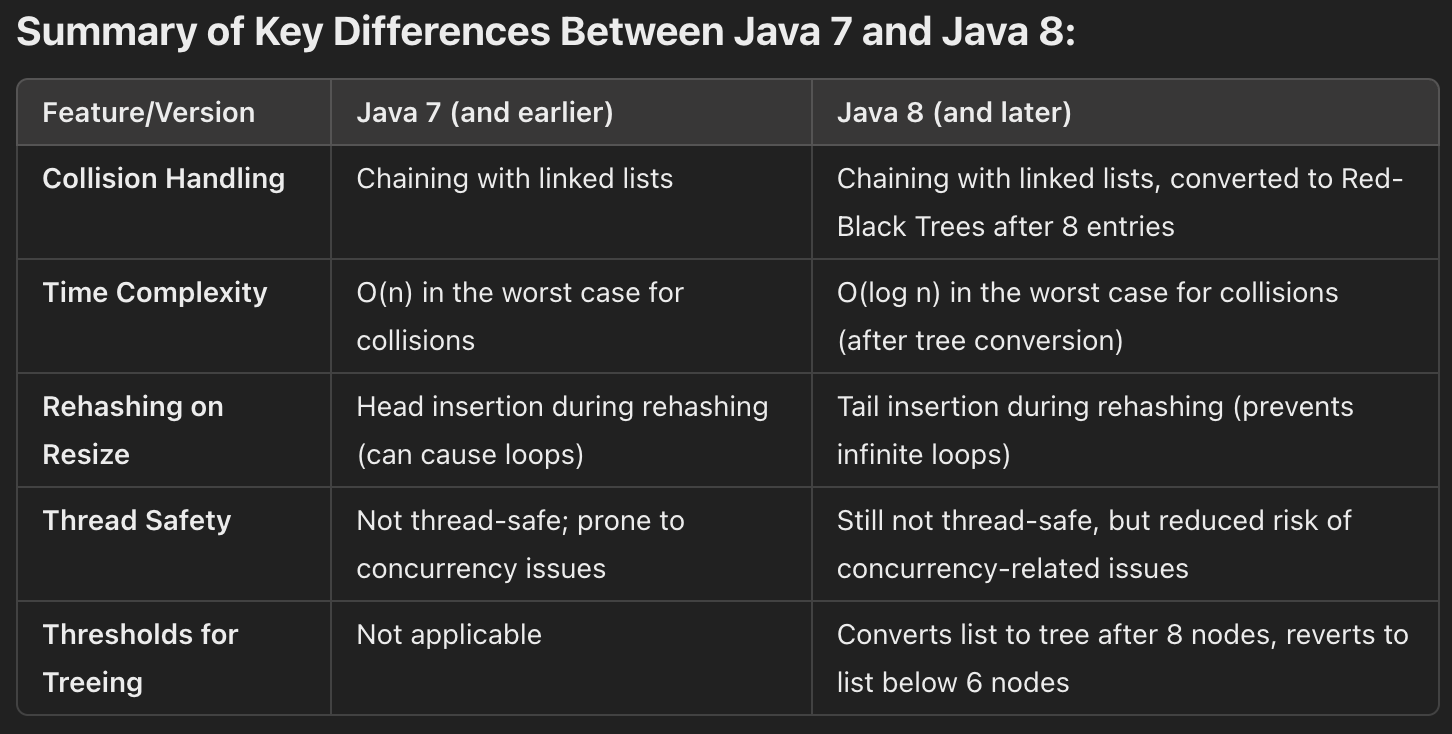 Summary of Key Differences Between Java 7 and Java 8:
Feature/Version
Java 7 (and earlier)
Java 8 (and later)
Collision Handling
Chaining with linked lists
Chaining with linked lists, converted to Red-
Black Trees after 8 entries
Time Complexity
O(n) in the worst case for
collisions
O(log n) in the worst case for collisions
(after tree conversion)
Rehashing on
Resize
Head insertion during rehashing
(can cause loops)
Tail insertion during rehashing (prevents
infinite loops)
Thread Safety
Not thread-safe; prone to
concurrency issues
Still not thread-safe, but reduced risk of
concurrency-related issues
Thresholds for
Treeing
Not applicable
Converts list to tree after 8 nodes, reverts to
list below 6 nodes